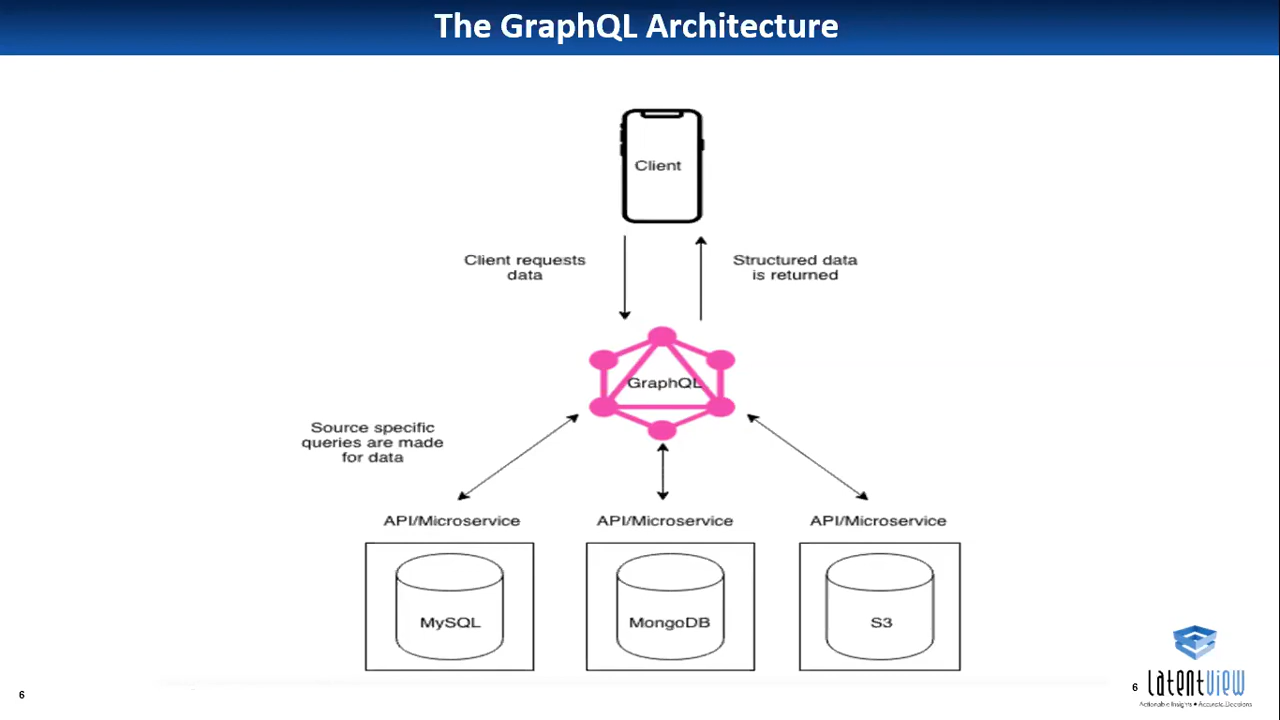 The GraphQL Architecture
Client
Client requests
data
Structured data
is returned
GraphQL
Source specific
queries are made
for data
API/Microservice
API/Microservice
API/Microservice
MySQL
MongoDB
S3
6
6
LatentView
Actionable Insights • Accurate Decisions